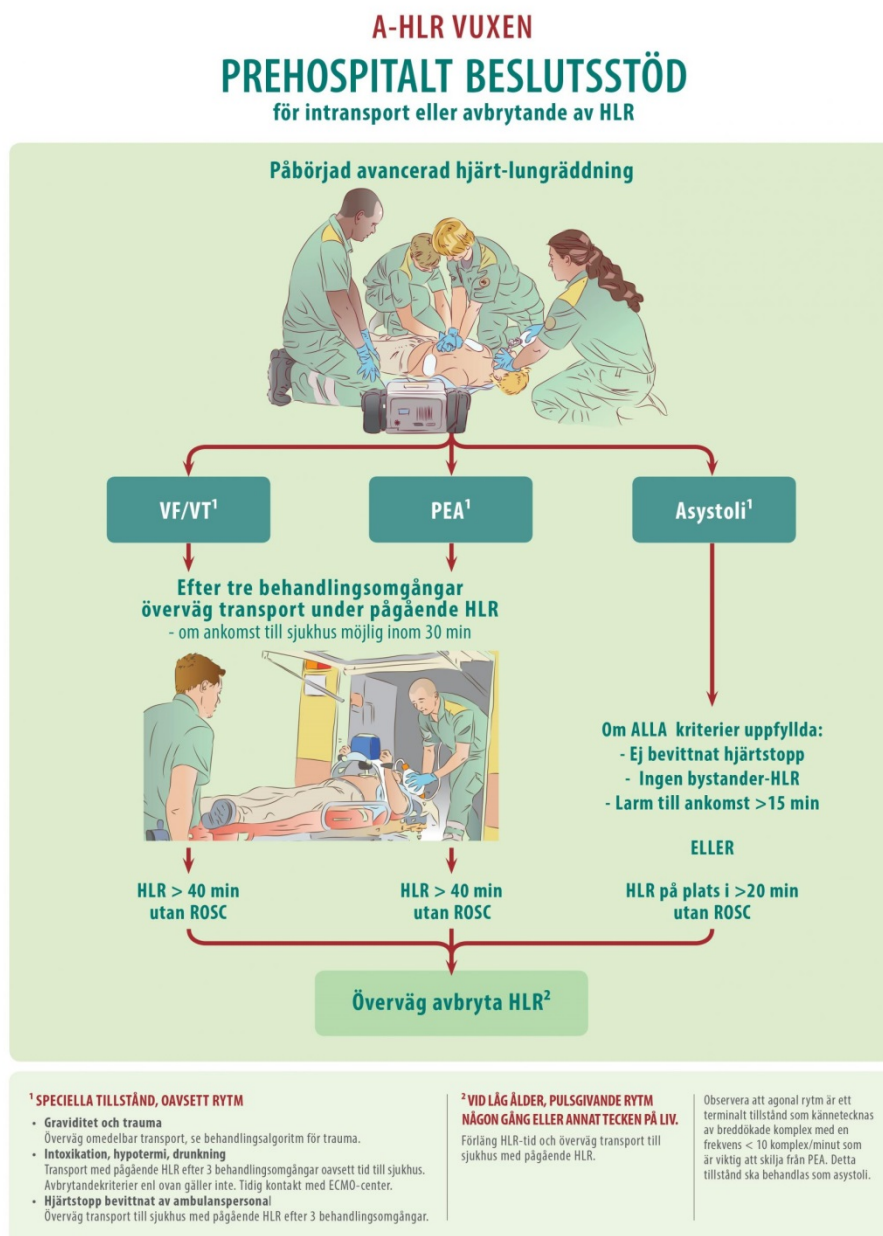 A-HLR VUXEN
PREHOSPITALT BESLUTSSTÖD
för intransport eller avbrytande av HLR
Påbörjad avancerad hjärt-lungräddning
VF/VT¹
PEA¹
Asystoli¹
Efter tre behandlingsomgångar
överväg transport under pågående HLR
- om ankomst till sjukhus möjlig inom 30 min
Om ALLA kriterier uppfyllda:
- Ej bevittnat hjärtstopp
- Ingen bystander-HLR
- Larm till ankomst >15 min
ELLER
HLR > 40 min
utan ROSC
HLR > 40 min
utan ROSC
HLR på plats i >20 min
utan ROSC
Överväg avbryta HLR²
¹ SPECIELLA TILLSTÅND, OAVSETT RYTM
• Graviditet och trauma
Överväg omedelbar transport, se behandlingsalgoritm för trauma.
• Intoxikation, hypotermi, drunkning
Transport med pågående HLR efter 3 behandlingsomgångar oavsett tid till sjukhus.
Avbrytandekriterier enl ovan gäller inte. Tidig kontakt med ECMO-center.
• Hjärtstopp bevittnat av ambulanspersonal
Överväg transport till sjukhus med pågående HLR efter 3 behandlingsomgångar.
² VID LÅG ÅLDER, PULSGIVANDE RYTM
NÅGON GÅNG ELLER ANNAT TECKEN PÅ LIV.
Förläng HLR-tid och överväg transport till
sjukhus med pågående HLR.
Observera att agonal rytm är ett
terminalt tillstånd som kännetecknas
av breddökade komplex med en
frekvens < 10 komplex/minut som
är viktig att skilja från PEA. Detta
tillstånd ska behandlas som asystoli.